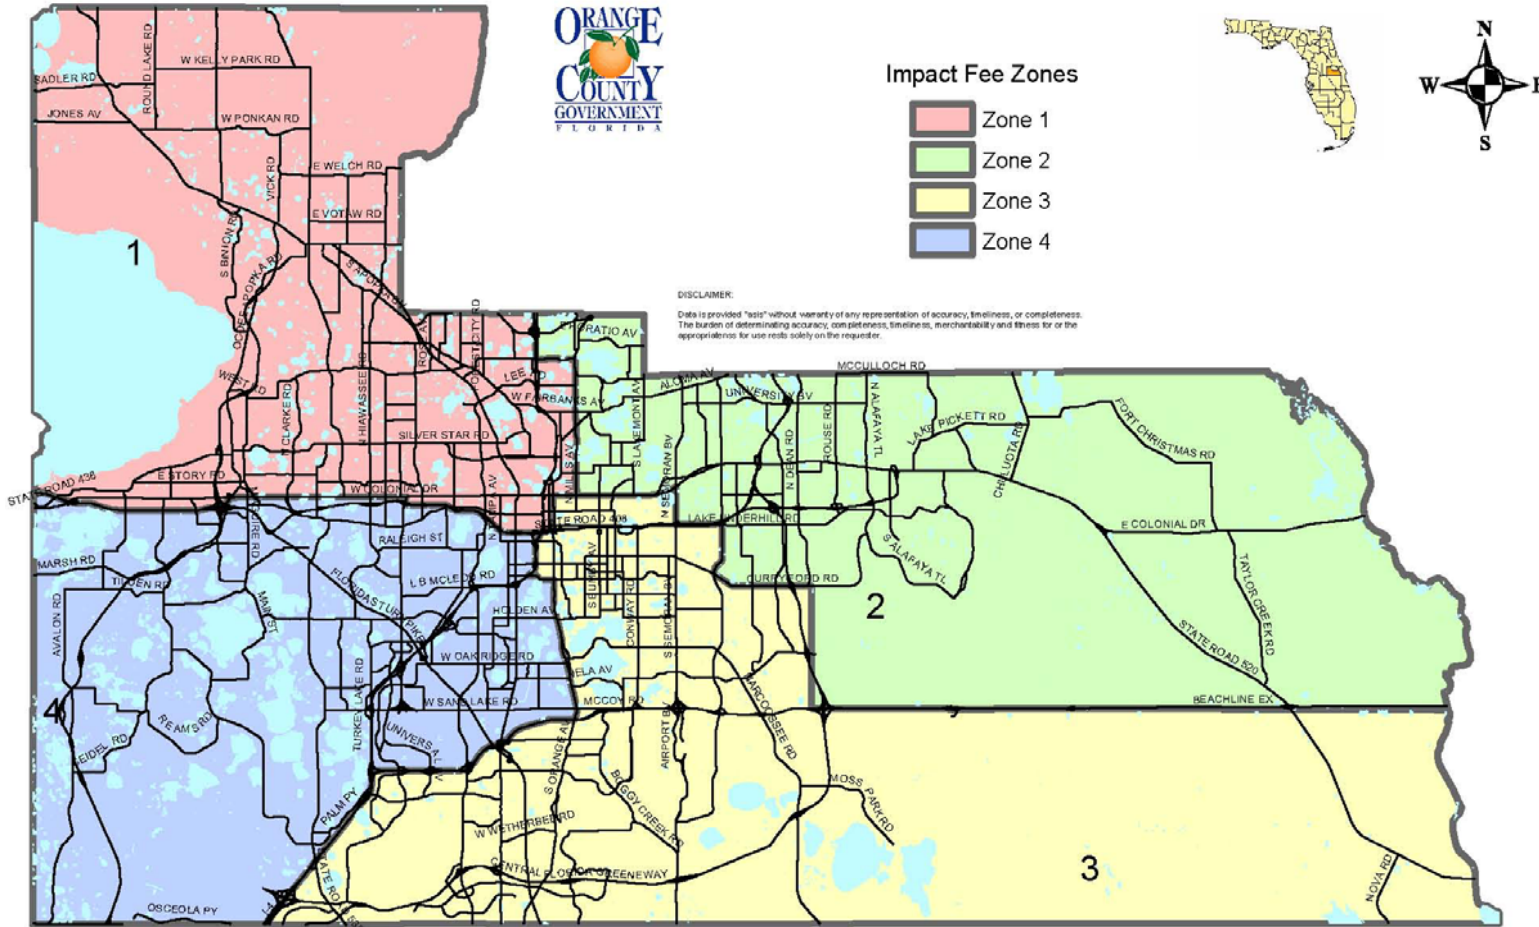 ORANGE
COUNTY
GOVERNMENT
FLORIDA
Impact Fee Zones
Zone 1
Zone 2
Zone 3
Zone 4
N
W
E
S
DISCLAIMER:
Data is provided "asis" without warranty of any representation of accuracy, timeliness, or completeness.
The burden of determinating accuracy, completeness, timeliness, merchantability and fitness for or the
appropriateness for use rests solely on the requester.
W KELLY PARK RD
SADLER RD
ROUND LAKE RD
JONES AV
W PONKAN RD
E WELCH RD
VICK RD
E VOTAW RD
S BINION RD
1
OCOEE APOPKA RD
E HORATIO AV
WEST RD
N CLARKE RD
N HIAWASSEE RD
FOREST CITY RD
LEE RD
W FAIRBANKS AV
ALOMA AV
MCCULLOCH RD
UNIVERSITY BV
N ALAFAYA TL
ROUSE RD
N DEAN RD
LAKE PICKETT RD
CHULUOTA RD
FORT CHRISTMAS RD
S LAKEMONT AV
SILVER STAR RD
N MILLS AV
N SEMORAN BV
STATE ROAD 438
E STORY RD
W COLONIAL DR
STATE ROAD 408
LAKE UNDERHILL RD
E COLONIAL DR
RALEIGH ST
S ALAFAYA TL
MARSH RD
TILDEN RD
L B MCLEOD RD
CURRY FORD RD
TAYLOR CREEK RD
2
AVALON RD
MAIN ST
FLORIDAS TURNPIKE
HOLDEN AV
CONWAY RD
S SEMORAN BV
STATE ROAD 520
W OAK RIDGE RD
TURKEY LAKE RD
W SAND LAKE RD
MCCOY RD
BEACHLINE EX
4
REAMS RD
S ORANGE AV
AIRPORT BV
NARCOOSSEE RD
BOGGY CREEK RD
MOSS PARK RD
PALM PY
W WETHERBEE RD
CENTRAL FLORIDA GREENEWAY
3
N NOVA RD
I-4
OSCEOLA PY